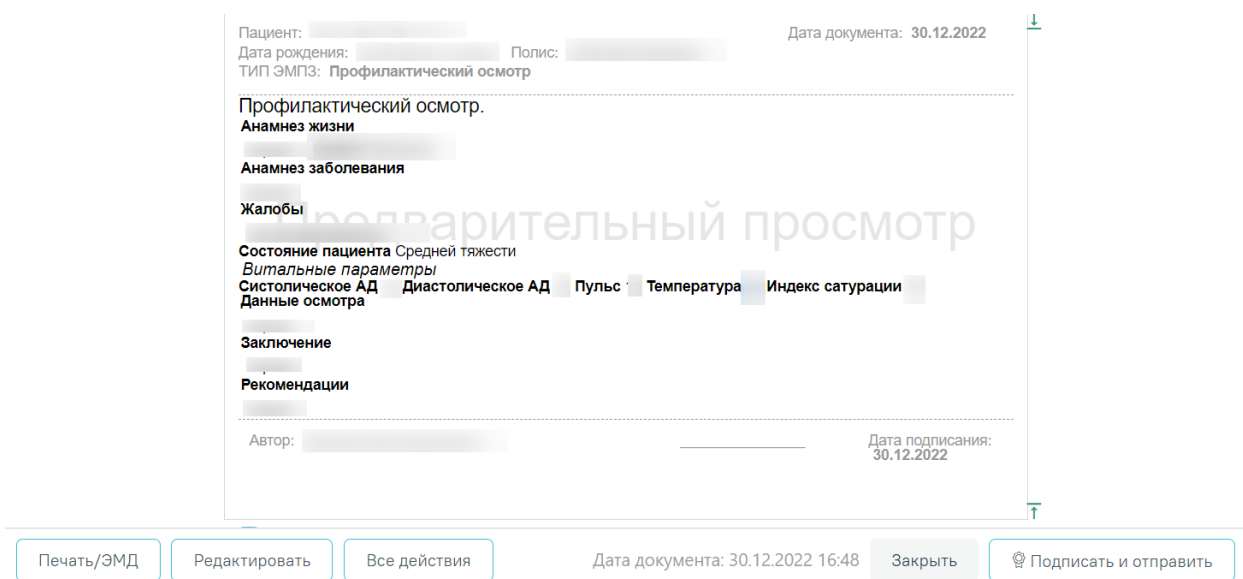 Пациент:
Дата документа: 30.12.2022
Дата рождения: Полис:
ТИП ЭМПЗ: Профилактический осмотр
Профилактический осмотр.
Анамнез жизни
Анамнез заболевания
Жалобы
Предварительный просмотр
Состояние пациента Средней тяжести
Витальные параметры
Систолическое АД Диастолическое АД Пульс Температура Индекс сатурации
Данные осмотра
Заключение
Рекомендации
Автор:
Дата подписания:
30.12.2022
Печать/ЭМД Редактировать Все действия Дата документа: 30.12.2022 16:48 Закрыть Подписать и отправить